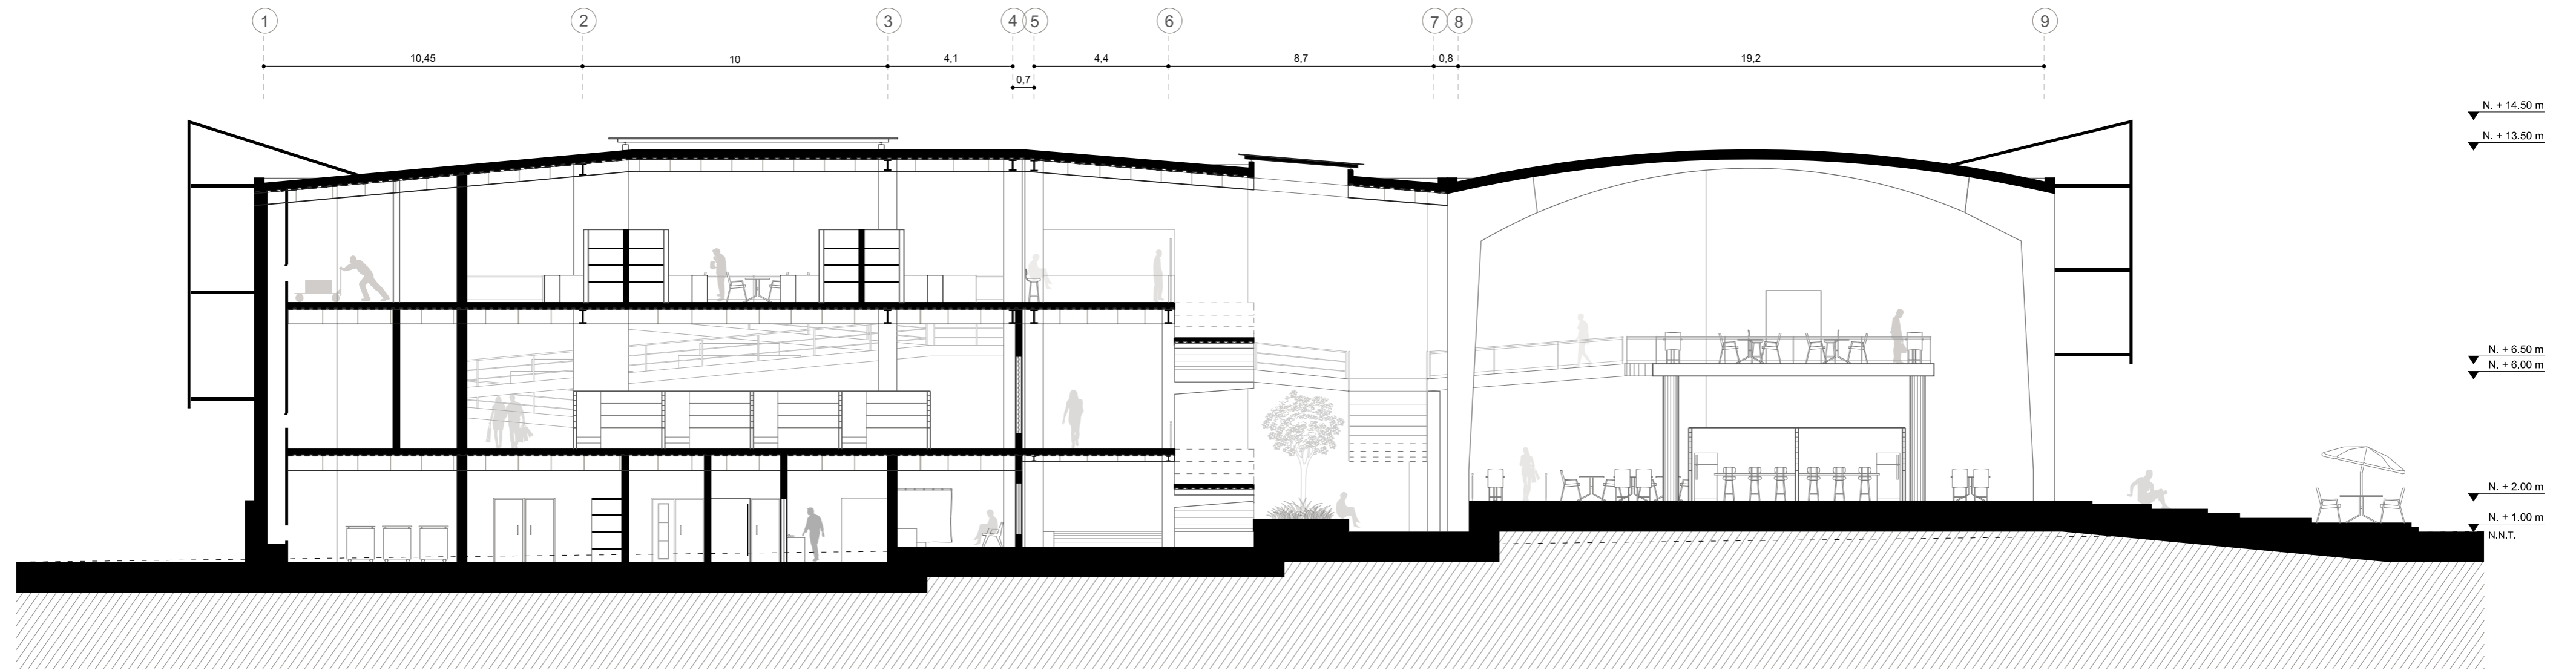 1 2 3 4 5 6 7 8 9
10,45 10 4,1 4,4 8,7 0,8 19,2
0,7
N. + 14.50 m
N. + 13.50 m
N. + 6.50 m
N. + 6,00 m
N. + 2.00 m
N. + 1.00 m
N.N.T.